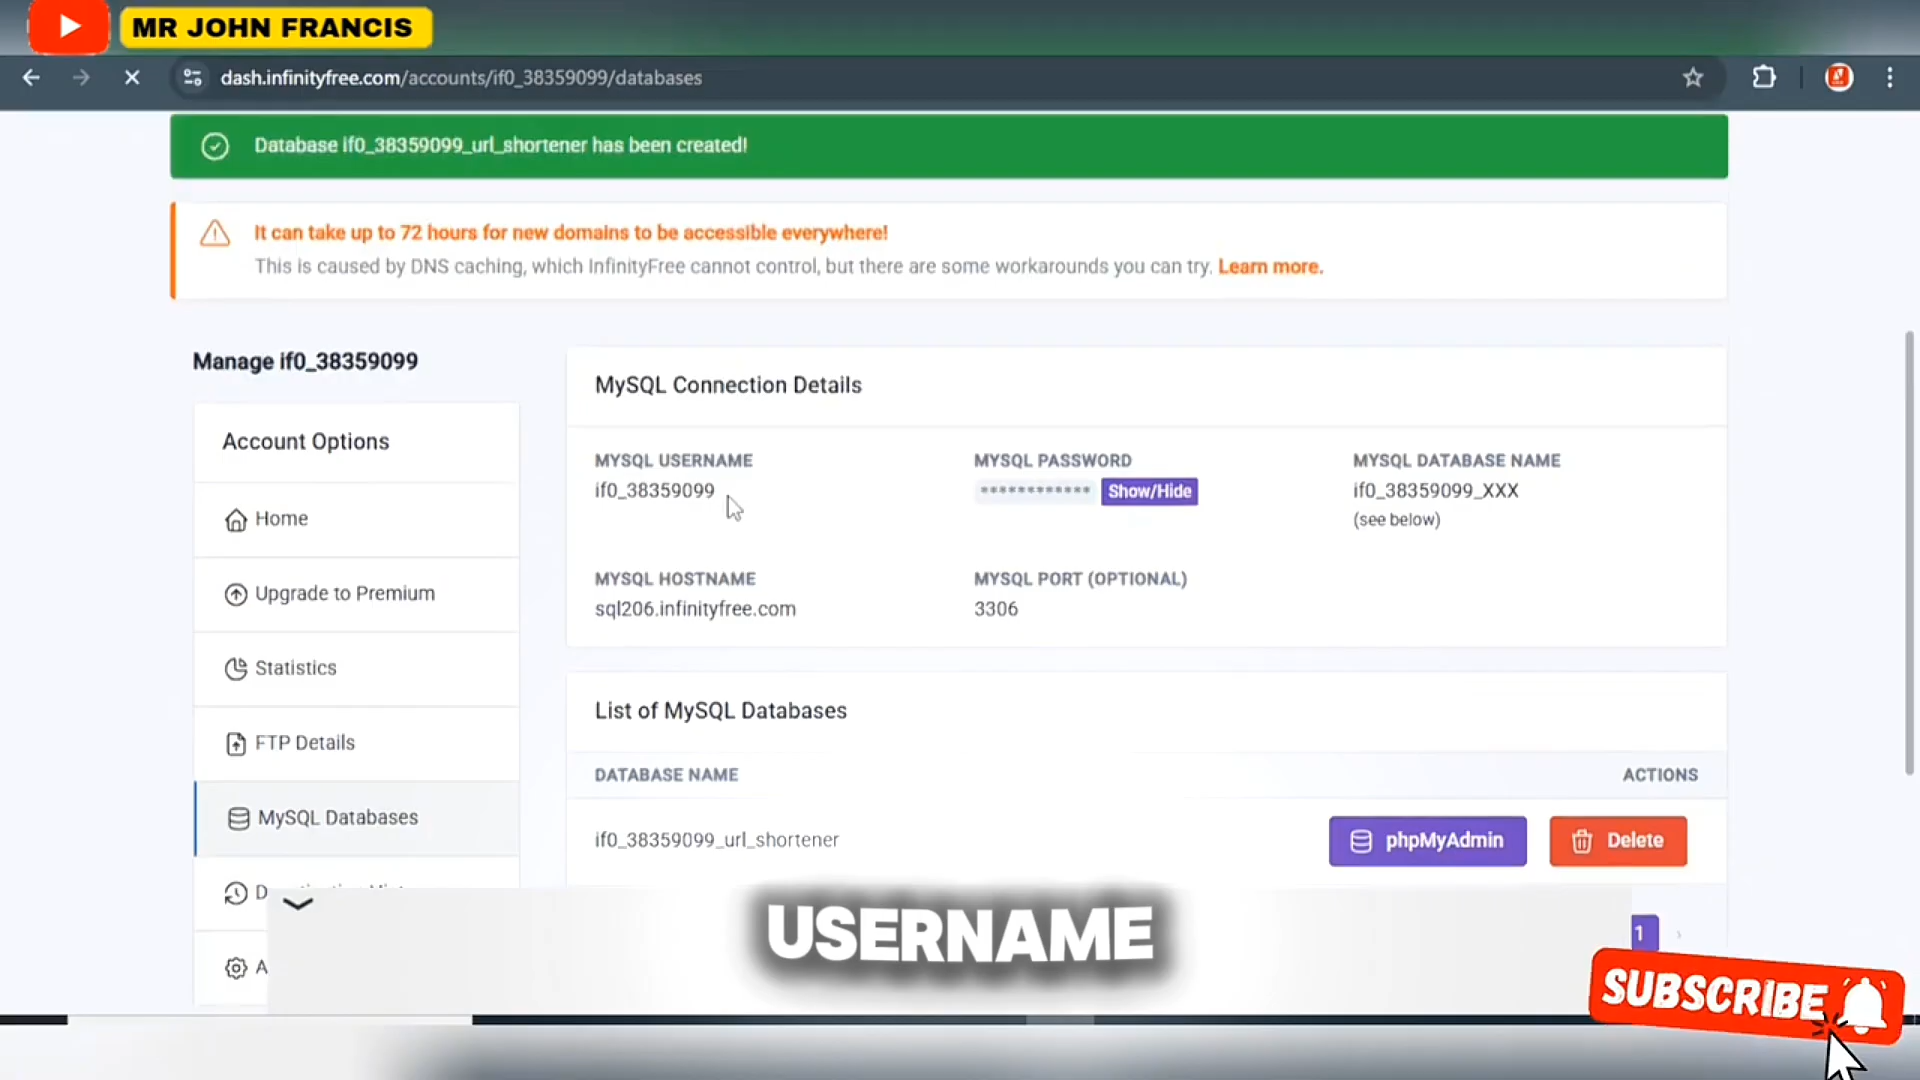 MR JOHN FRANCIS
dash.infinityfree.com/accounts/if0_38359099/databases
Database if0_38359099_url_shortener has been created!
It can take up to 72 hours for new domains to be accessible everywhere!
This is caused by DNS caching, which InfinityFree cannot control, but there are some workarounds you can try. Learn more.
Manage if0_38359099
Account Options
Home
Upgrade to Premium
Statistics
FTP Details
MySQL Databases
D
A
MySQL Connection Details
MYSQL USERNAME
if0_38359099
MYSQL PASSWORD
************ Show/Hide
MYSQL DATABASE NAME
if0_38359099_XXX
(see below)
MYSQL HOSTNAME
sql206.infinityfree.com
MYSQL PORT (OPTIONAL)
3306
List of MySQL Databases
DATABASE NAME ACTIONS
if0_38359099_url_shortener phpMyAdmin Delete
1
USERNAME
SUBSCRIBE